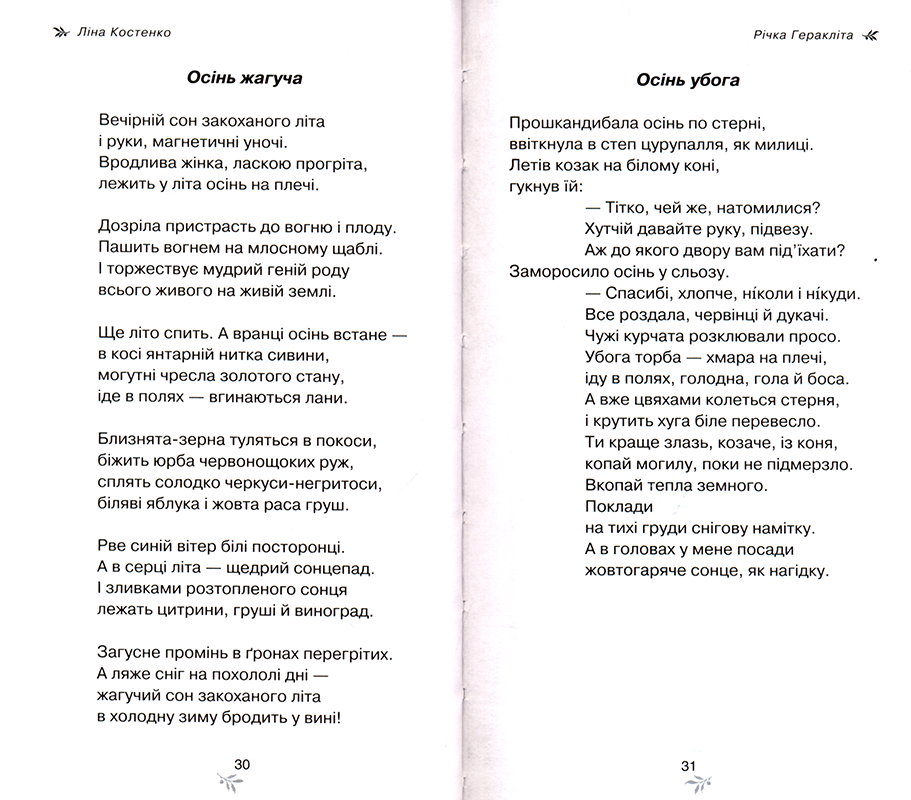 Ліна Костенко
Осінь жагуча
Вечірній сон закоханого літа
і руки, магнетичні уночі.
Вродлива жінка, ласкою прогріта,
лежить у літа осінь на плечі.
Дозріла пристрасть до вогню і плоду.
Пашить вогнем на млосному щаблі.
І торжествує мудрий геній роду
всього живого на живій землі.
Ще літо спить. А вранці осінь встане —
в косі янтарній нитка сивини,
могутні чресла золотого стану,
іде в полях — вгинаються лани.
Близнята-зерна туляться в покоси,
біжить юрба червонощоких руж,
сплять солодко черкуси-негритоси,
біляві яблука і жовта раса груш.
Рве синій вітер білі посторонці.
А в серці літа — щедрий сонцепад.
І зливками розтопленого сонця
лежать цитрини, груші й виноград.
Загусне промінь в ґронах перегрітих.
А ляже сніг на похололі дні —
жагучий сон закоханого літа
в холодну зиму бродить у вині!
30
Річка Геракліта
Осінь убога
Прошкандибала осінь по стерні,
ввіткнула в степ цурупалля, як милиці.
Летів козак на білому коні,
гукнув їй:
— Тітко, чей же, натомилися?
Хутчій давайте руку, підвезу.
Аж до якого двору вам під’їхати?
Заморосило осінь у сльозу.
— Спасибі, хлопче, ні́коли і ні́куди.
Все роздала, червінці й дукачі.
Чужі курчата розклювали просо.
Убога торба — хмара на плечі,
іду в полях, голодна, гола й боса.
А вже цвяхами колеться стерня,
і крутить хуга біле перевесло.
Ти краще злазь, козаче, із коня,
копай могилу, поки не підмерзло.
Вкопай тепла земного.
Поклади
на тихі груди снігову намітку.
А в головах у мене посади
жовтогаряче сонце, як нагідку.
31